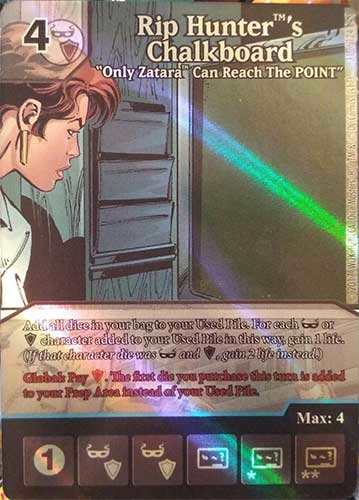 4
Rip Hunter™'s
Chalkboard
"Only Zatara™ Can Reach The POINT"
Add all dice in your bag to your Used Pile. For each or
character added to your Used Pile in this way, gain 1 life.
(If that character die was and , gain 2 life instead.)
Global: Pay . The first die you purchase this turn is added
to your Prep Area instead of your Used Pile.
Max: 4
1
*
**